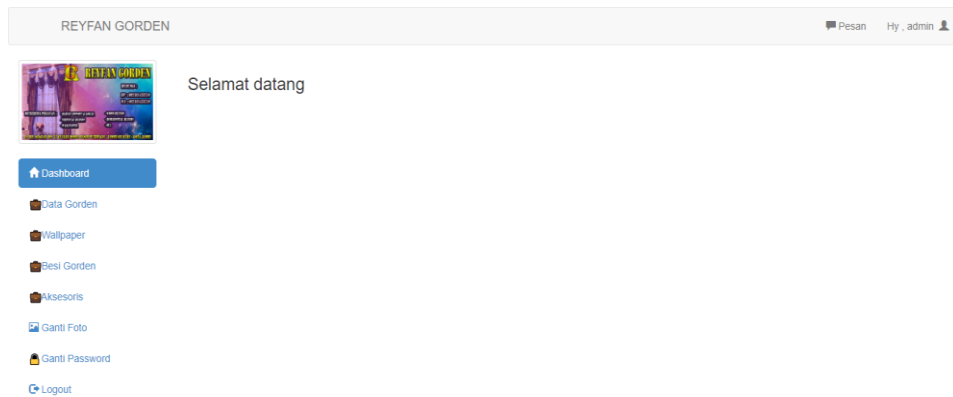 REYFAN GORDEN
Pesan
Hy , admin
REYFAN GORDEN
Selamat datang
Dashboard
Data Gorden
Wallpaper
Besi Gorden
Aksesoris
Ganti Foto
Ganti Password
Logout